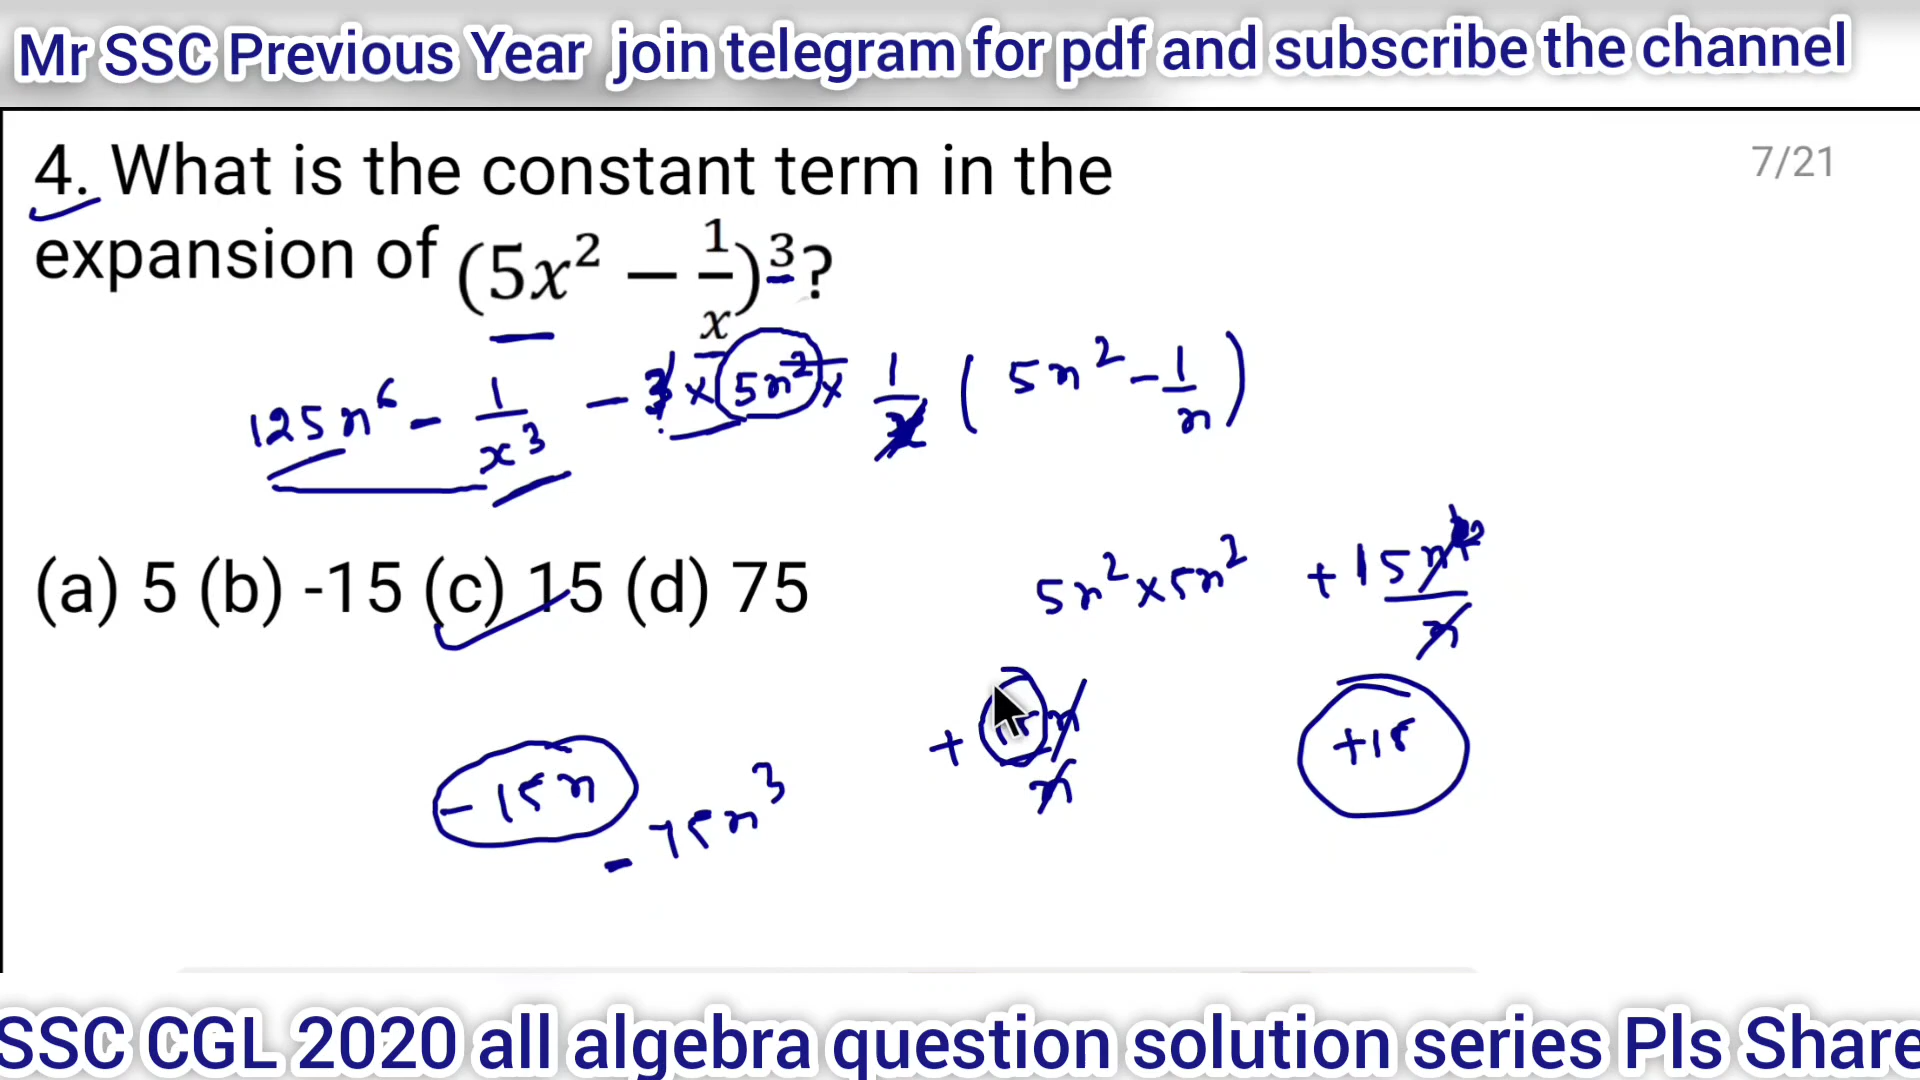 Mr SSC Previous Year join telegram for pdf and subscribe the channel
4. What is the constant term in the
7/21
expansion of (5x² − 1/x)³?
125x⁶ - 1/x³ - 3 × 5x² × 1/x ( 5x² - 1/x )
5x² × 5x² + 15x²/x
(a) 5 (b) -15 (c) 15 (d) 75
+ 15x/x
+15
- 15x
- 75x³
SSC CGL 2020 all algebra question solution series Pls Share